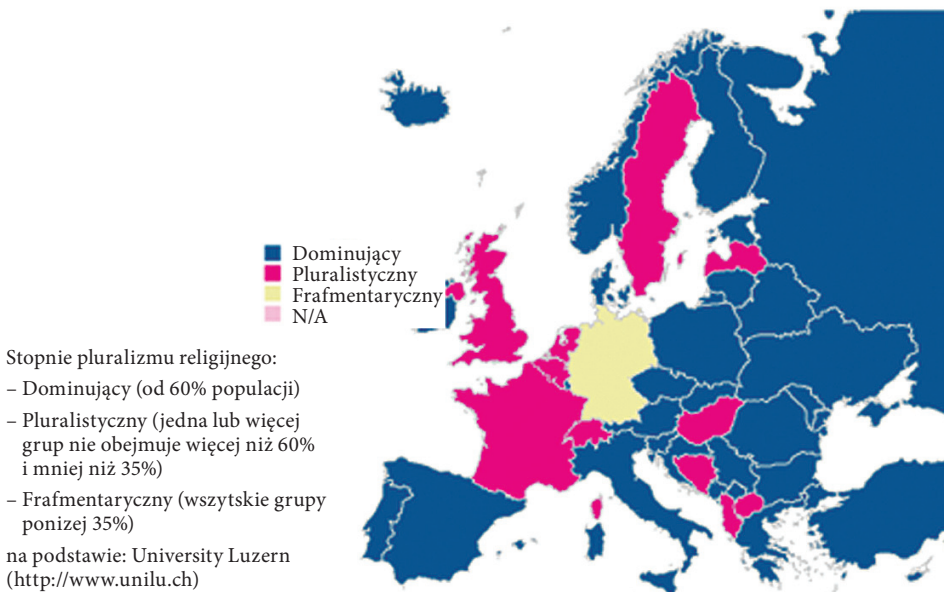 Dominujący
Pluralistyczny
Frafmentaryczny
N/A
Stopnie pluralizmu religijnego:
– Dominujący (od 60% populacji)
– Pluralistyczny (jedna lub więcej
grup nie obejmuje więcej niż 60%
i mniej niż 35%)
– Frafmentaryczny (wszytskie grupy
ponizej 35%)
na podstawie: University Luzern
(http://www.unilu.ch)